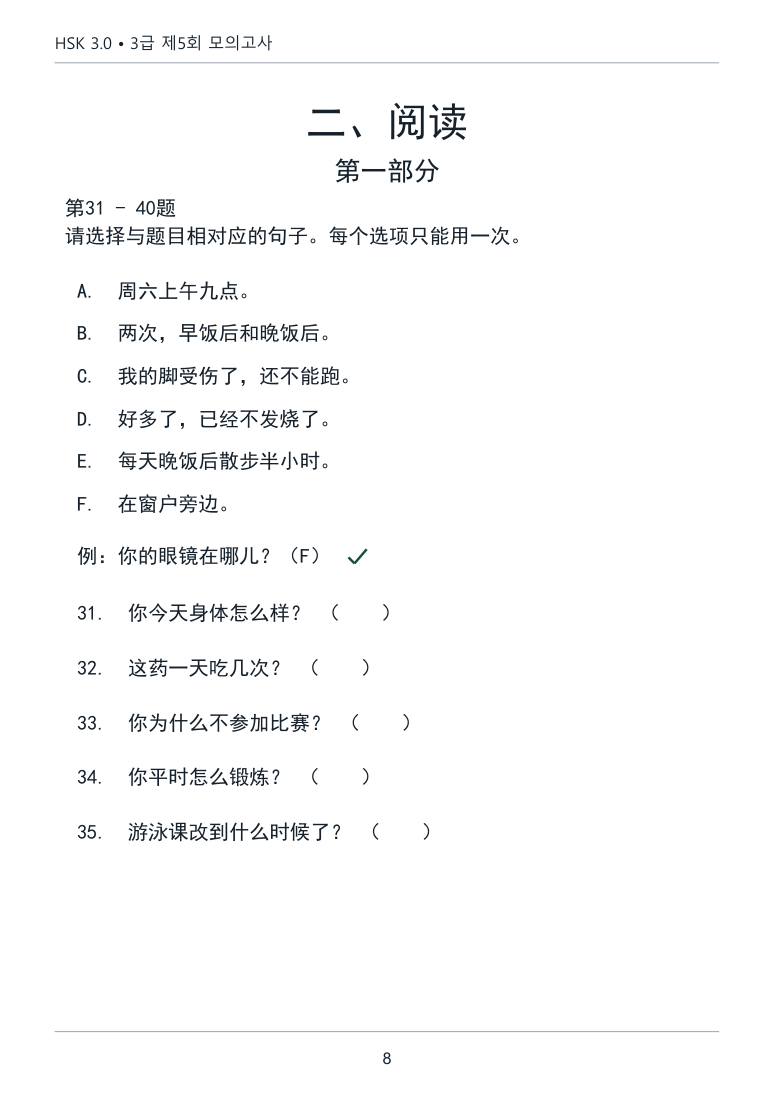 HSK 3.0 • 3급 제5회 모의고사
二、阅读
第一部分
第31 - 40题
请选择与题目相对应的句子。每个选项只能用一次。
A. 周六上午九点。
B. 两次，早饭后和晚饭后。
C. 我的脚受伤了，还不能跑。
D. 好多了，已经不发烧了。
E. 每天晚饭后散步半小时。
F. 在窗户旁边。
例：你的眼镜在哪儿？（F） ✓
31. 你今天身体怎么样？（　　）
32. 这药一天吃几次？（　　）
33. 你为什么不参加比赛？（　　）
34. 你平时怎么锻炼？（　　）
35. 游泳课改到什么时候了？（　　）
8